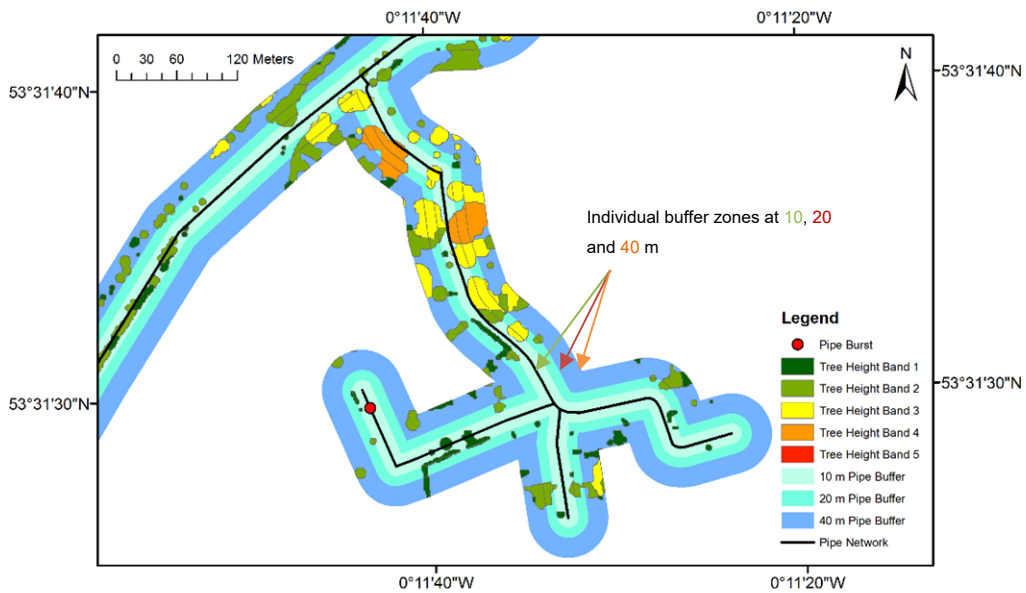 0°11'40"W
0°11'20"W
0 30 60 120 Meters
N
53°31'40"N
53°31'40"N
Individual buffer zones at 10, 20
and 40 m
Legend
Pipe Burst
Tree Height Band 1
Tree Height Band 2
Tree Height Band 3
Tree Height Band 4
Tree Height Band 5
10 m Pipe Buffer
20 m Pipe Buffer
40 m Pipe Buffer
Pipe Network
53°31'30"N
53°31'30"N
0°11'40"W
0°11'20"W